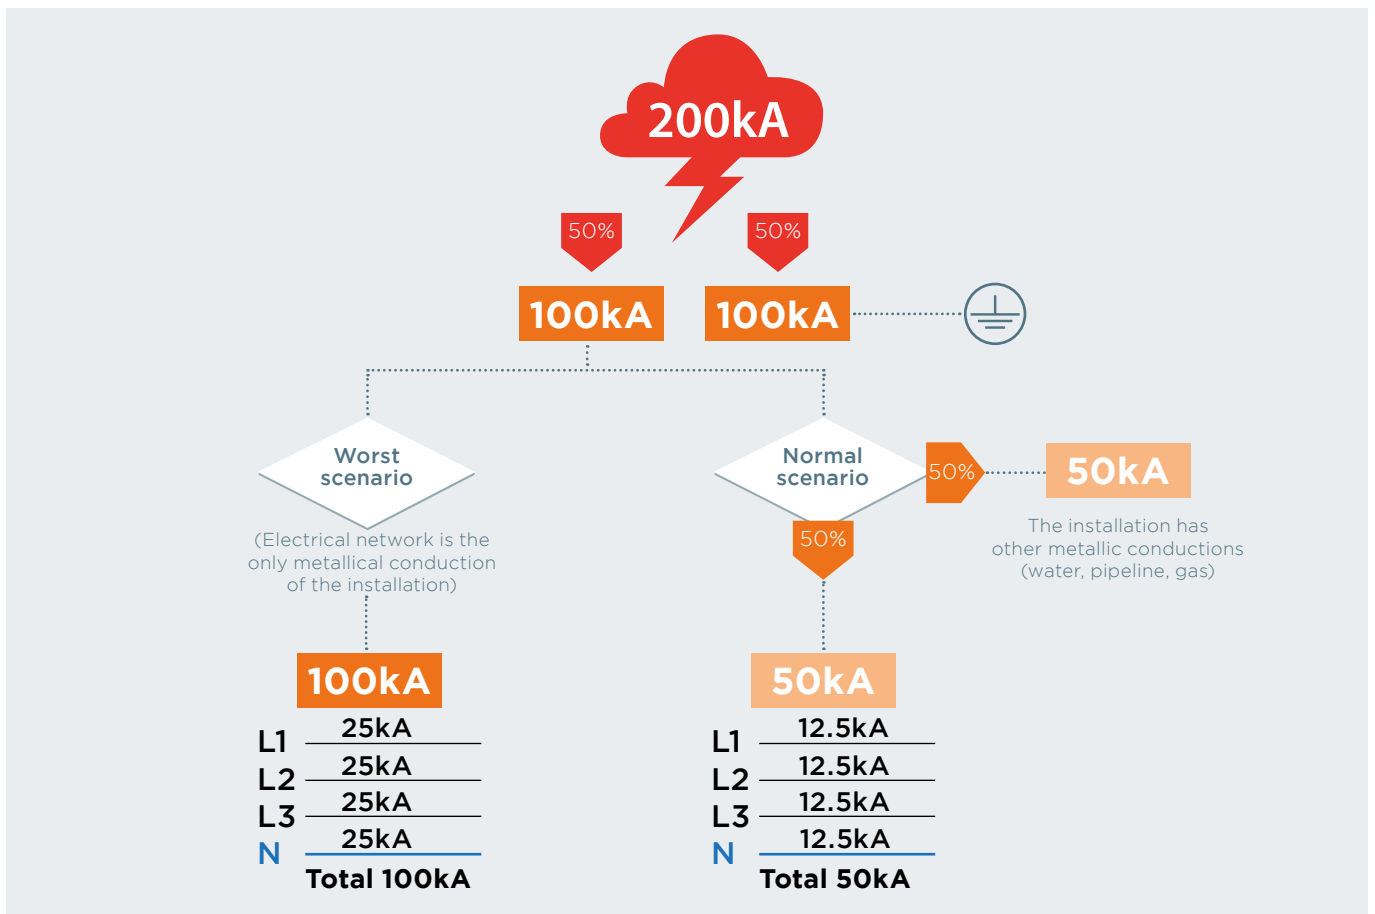 200kA
50%
50%
100kA
100kA
Worst
scenario
(Electrical network is the
only metallical conduction
of the installation)
Normal
scenario
50%
50kA
The installation has
other metallic conductions
(water, pipeline, gas)
50%
100kA
L1 25kA
L2 25kA
L3 25kA
N 25kA
Total 100kA
50kA
L1 12.5kA
L2 12.5kA
L3 12.5kA
N 12.5kA
Total 50kA